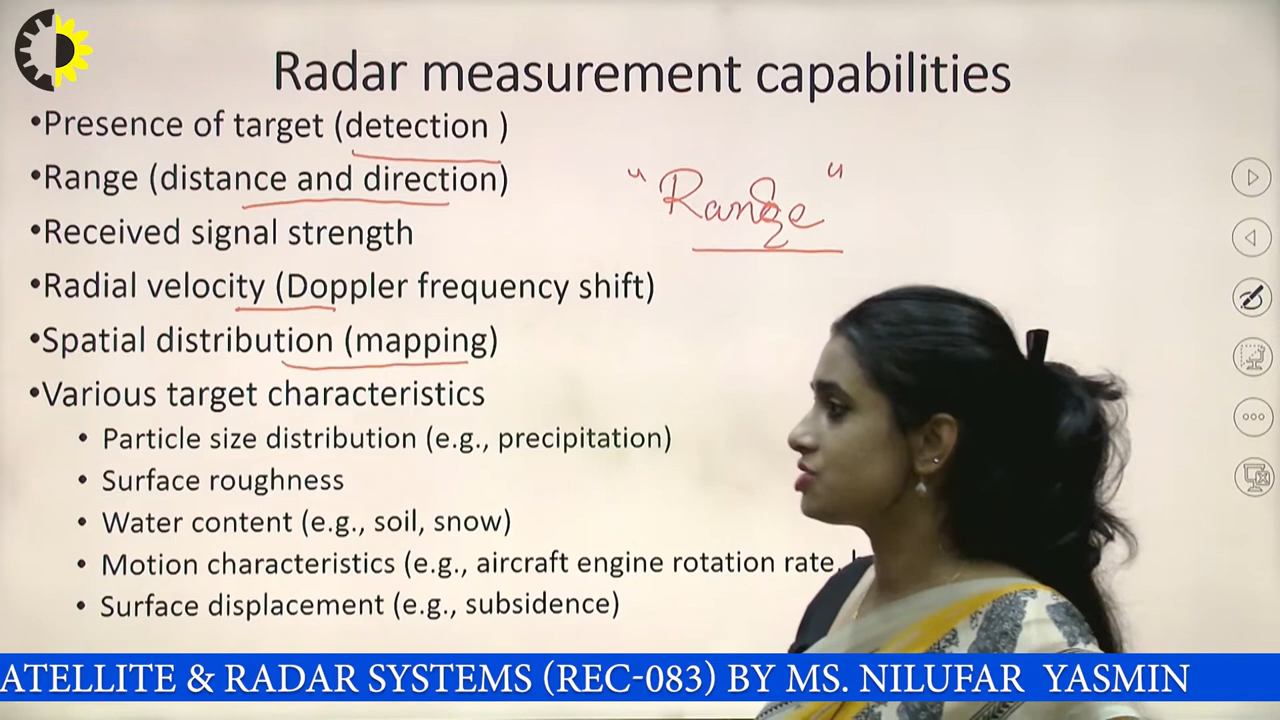 Radar measurement capabilities
•Presence of target (detection )
•Range (distance and direction)
"Range"
•Received signal strength
•Radial velocity (Doppler frequency shift)
•Spatial distribution (mapping)
•Various target characteristics
• Particle size distribution (e.g., precipitation)
• Surface roughness
• Water content (e.g., soil, snow)
• Motion characteristics (e.g., aircraft engine rotation rate,
• Surface displacement (e.g., subsidence)
ATELLITE & RADAR SYSTEMS (REC-083) BY MS. NILUFAR YASMIN